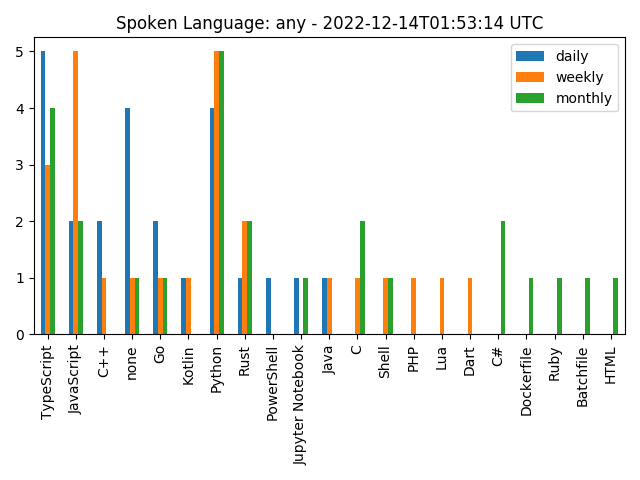 Spoken Language: any - 2022-12-14T01:53:14 UTC
daily
weekly
monthly
5
4
3
2
1
0
TypeScript
JavaScript
C++
none
Go
Kotlin
Python
Rust
PowerShell
Jupyter Notebook
Java
C
Shell
PHP
Lua
Dart
C#
Dockerfile
Ruby
Batchfile
HTML